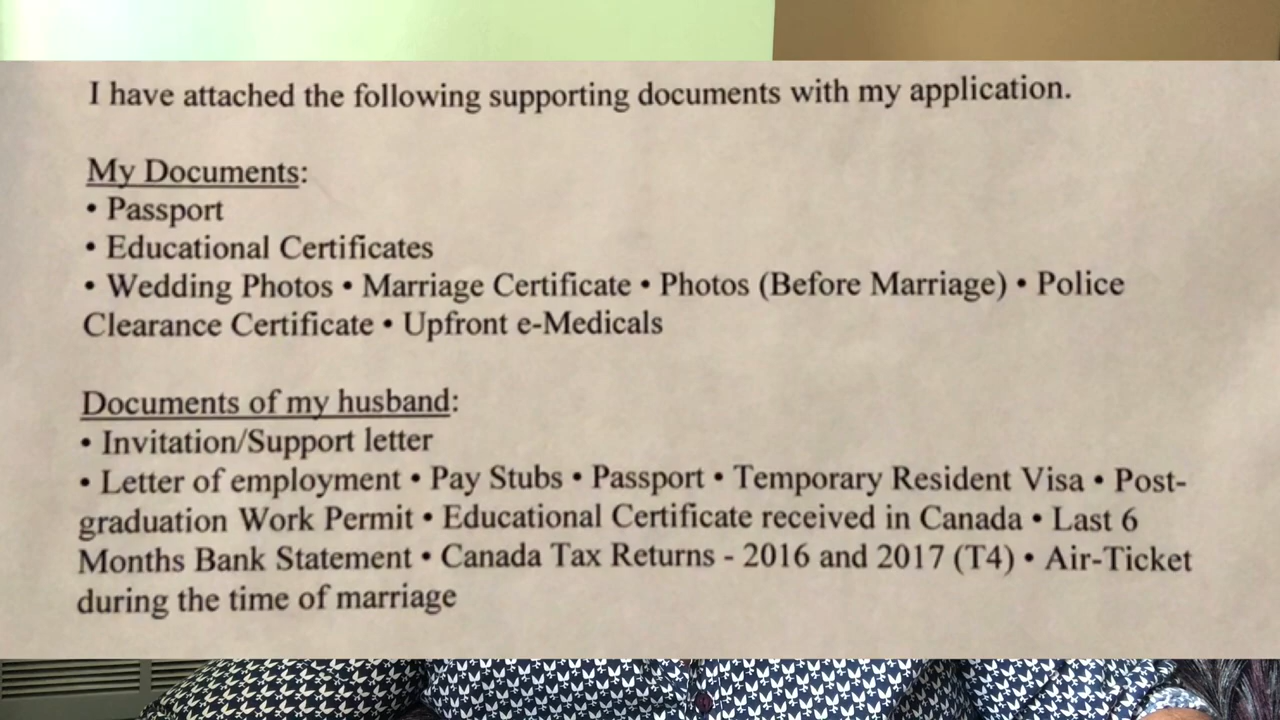 I have attached the following supporting documents with my application.
My Documents:
• Passport
• Educational Certificates
• Wedding Photos • Marriage Certificate • Photos (Before Marriage) • Police
Clearance Certificate • Upfront e-Medicals
Documents of my husband:
• Invitation/Support letter
• Letter of employment • Pay Stubs • Passport • Temporary Resident Visa • Post-
graduation Work Permit • Educational Certificate received in Canada • Last 6
Months Bank Statement • Canada Tax Returns - 2016 and 2017 (T4) • Air-Ticket
during the time of marriage